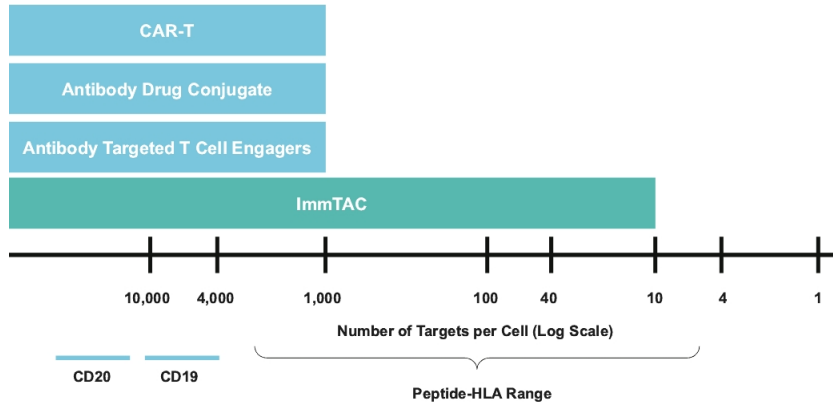 CAR-T
Antibody Drug Conjugate
Antibody Targeted T Cell Engagers
ImmTAC
10,000 4,000 1,000 100 40 10 4 1
Number of Targets per Cell (Log Scale)
CD20 CD19
Peptide-HLA Range